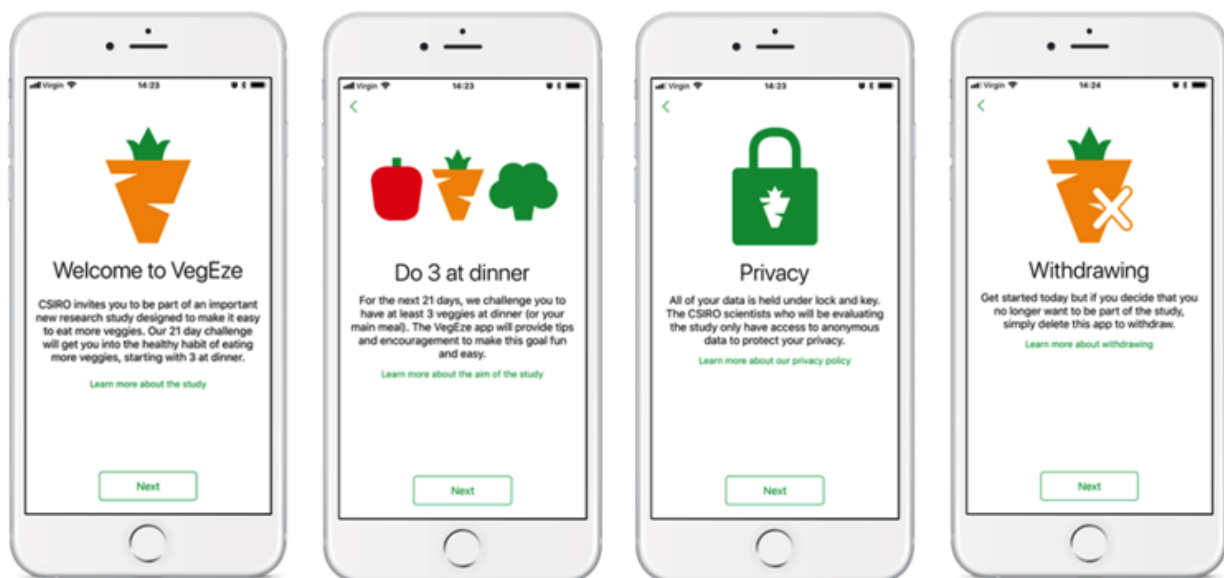 Virgin 14:23
Welcome to VegEze
CSIRO invites you to be part of an important
new research study designed to make it easy
to eat more veggies. Our 21 day challenge
will get you into the healthy habit of eating
more veggies, starting with 3 at dinner.
Learn more about the study
Next
Virgin 14:23
Do 3 at dinner
For the next 21 days, we challenge you to
have at least 3 veggies at dinner (or your
main meal). The VegEze app will provide tips
and encouragement to make this goal fun
and easy.
Learn more about the aim of the study
Next
Virgin 14:23
Privacy
All of your data is held under lock and key.
The CSIRO scientists who will be evaluating
the study only have access to anonymous
data to protect your privacy.
Learn more about our privacy policy
Next
Virgin 14:24
Withdrawing
Get started today but if you decide that you
no longer want to be part of the study,
simply delete this app to withdraw.
Learn more about withdrawing
Next